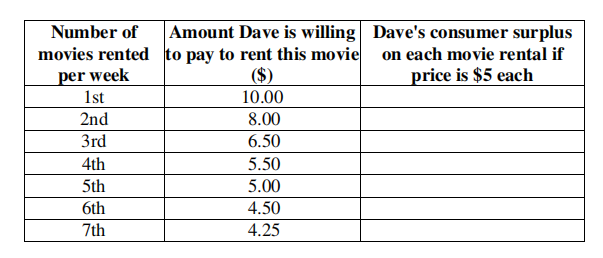 Number of Amount Dave is willing Dave's consumer surplus
movies rented to pay to rent this movie on each movie rental if
per week ($) price is $5 each
1st 10.00
2nd 8.00
3rd 6.50
4th 5.50
5th 5.00
6th 4.50
7th 4.25